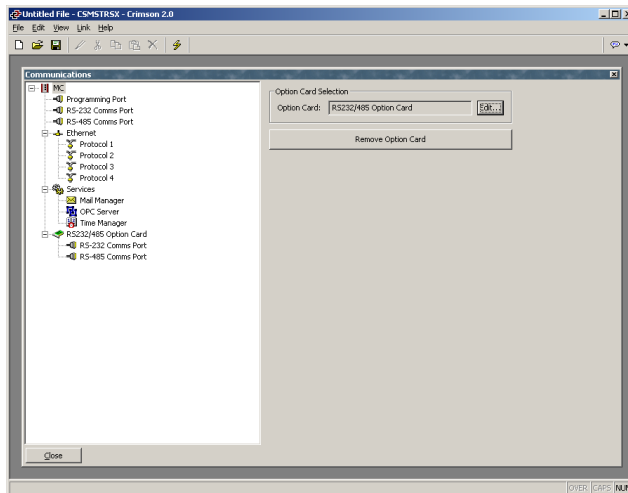 Untitled File - CSMSTRSX - Crimson 2.0
File Edit View Link Help
Communications
MC
Programming Port
RS-232 Comms Port
RS-485 Comms Port
Ethernet
Protocol 1
Protocol 2
Protocol 3
Protocol 4
Services
Mail Manager
OPC Server
Time Manager
RS232/485 Option Card
RS-232 Comms Port
RS-485 Comms Port
Option Card Selection
Option Card: RS232/485 Option Card Edit...
Remove Option Card
Close
OVER CAPS NUM